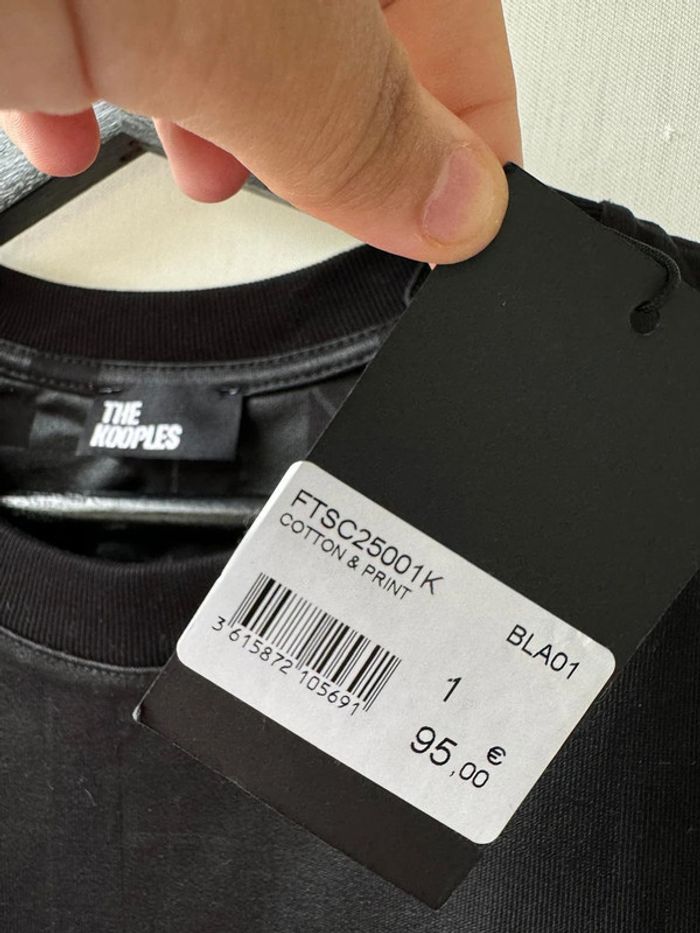 THE
KOOPLES
FTSC25001K
COTTON & PRINT
BLA01
3 615872 105691
1
95,00 €